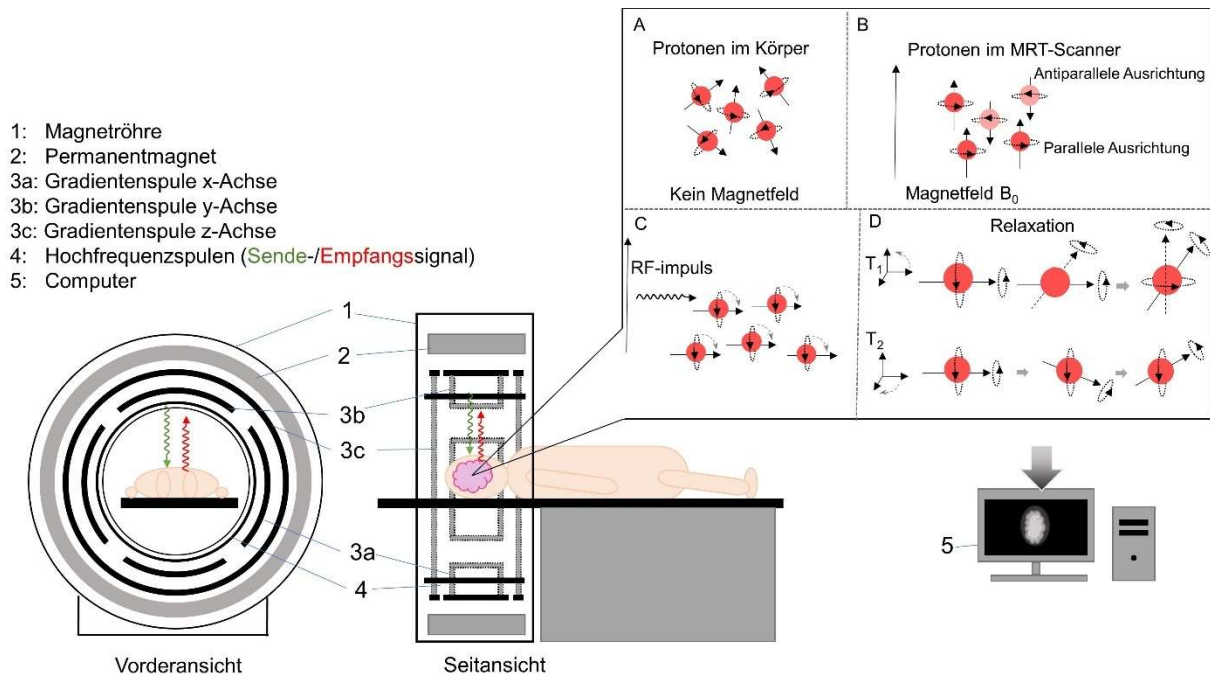 1: Magnetröhre
2: Permanentmagnet
3a: Gradientenspule x-Achse
3b: Gradientenspule y-Achse
3c: Gradientenspule z-Achse
4: Hochfrequenzspulen (Sende-/Empfangssignal)
5: Computer
1
2
3b
3c
3a
4
Vorderansicht
Seitansicht
A
Protonen im Körper
Kein Magnetfeld
B
Protonen im MRT-Scanner
Antiparallele Ausrichtung
Parallele Ausrichtung
Magnetfeld B0
C
RF-impuls
D
Relaxation
T1
T2
5